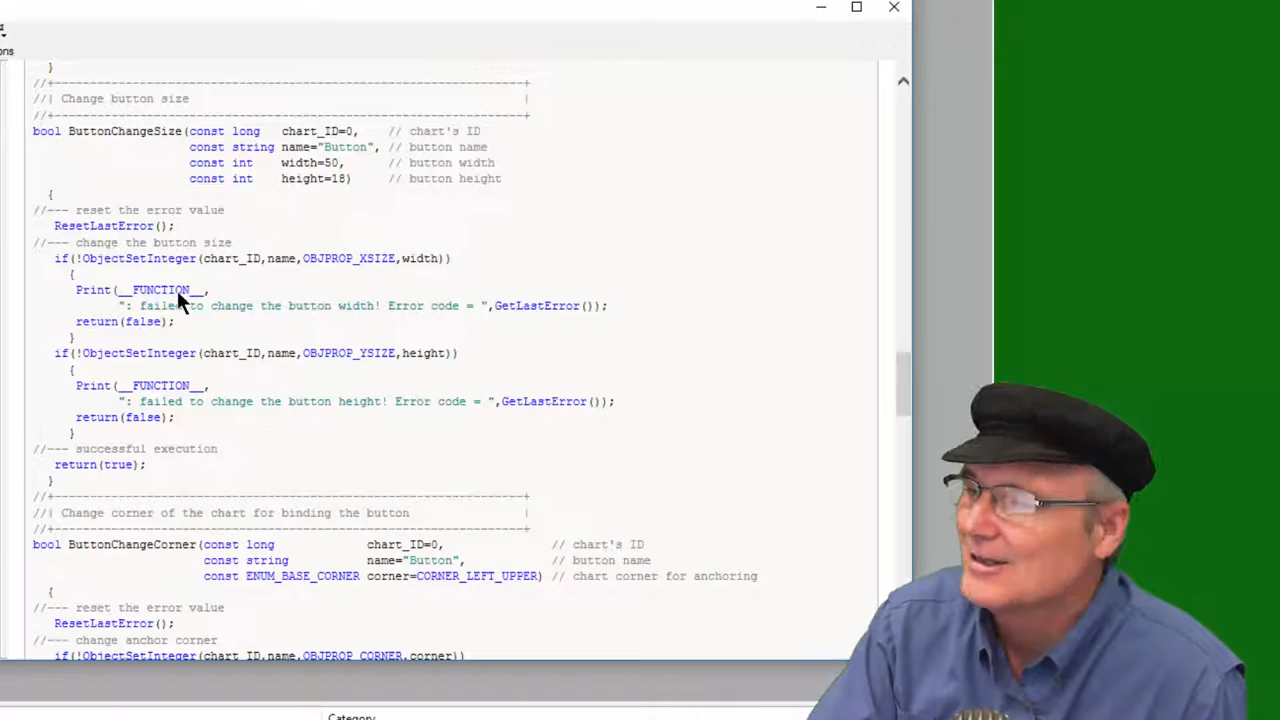 ons
}
//+------------------------------------------------------------------+
//| Change button size                                               |
//+------------------------------------------------------------------+
bool ButtonChangeSize(const long   chart_ID=0,    // chart's ID
                      const string name="Button", // button name
                      const int    width=50,      // button width
                      const int    height=18)     // button height
  {
//--- reset the error value
   ResetLastError();
//--- change the button size
   if(!ObjectSetInteger(chart_ID,name,OBJPROP_XSIZE,width))
     {
      Print(__FUNCTION__,
            ": failed to change the button width! Error code = ",GetLastError());
      return(false);
     }
   if(!ObjectSetInteger(chart_ID,name,OBJPROP_YSIZE,height))
     {
      Print(__FUNCTION__,
            ": failed to change the button height! Error code = ",GetLastError());
      return(false);
     }
//--- successful execution
   return(true);
  }
//+------------------------------------------------------------------+
//| Change corner of the chart for binding the button                |
//+------------------------------------------------------------------+
bool ButtonChangeCorner(const long             chart_ID=0,               // chart's ID
                        const string           name="Button",            // button name
                        const ENUM_BASE_CORNER corner=CORNER_LEFT_UPPER) // chart corner for anchoring
  {
//--- reset the error value
   ResetLastError();
//--- change anchor corner
   if(!ObjectSetInteger(chart_ID,name,OBJPROP_CORNER,corner))
Category